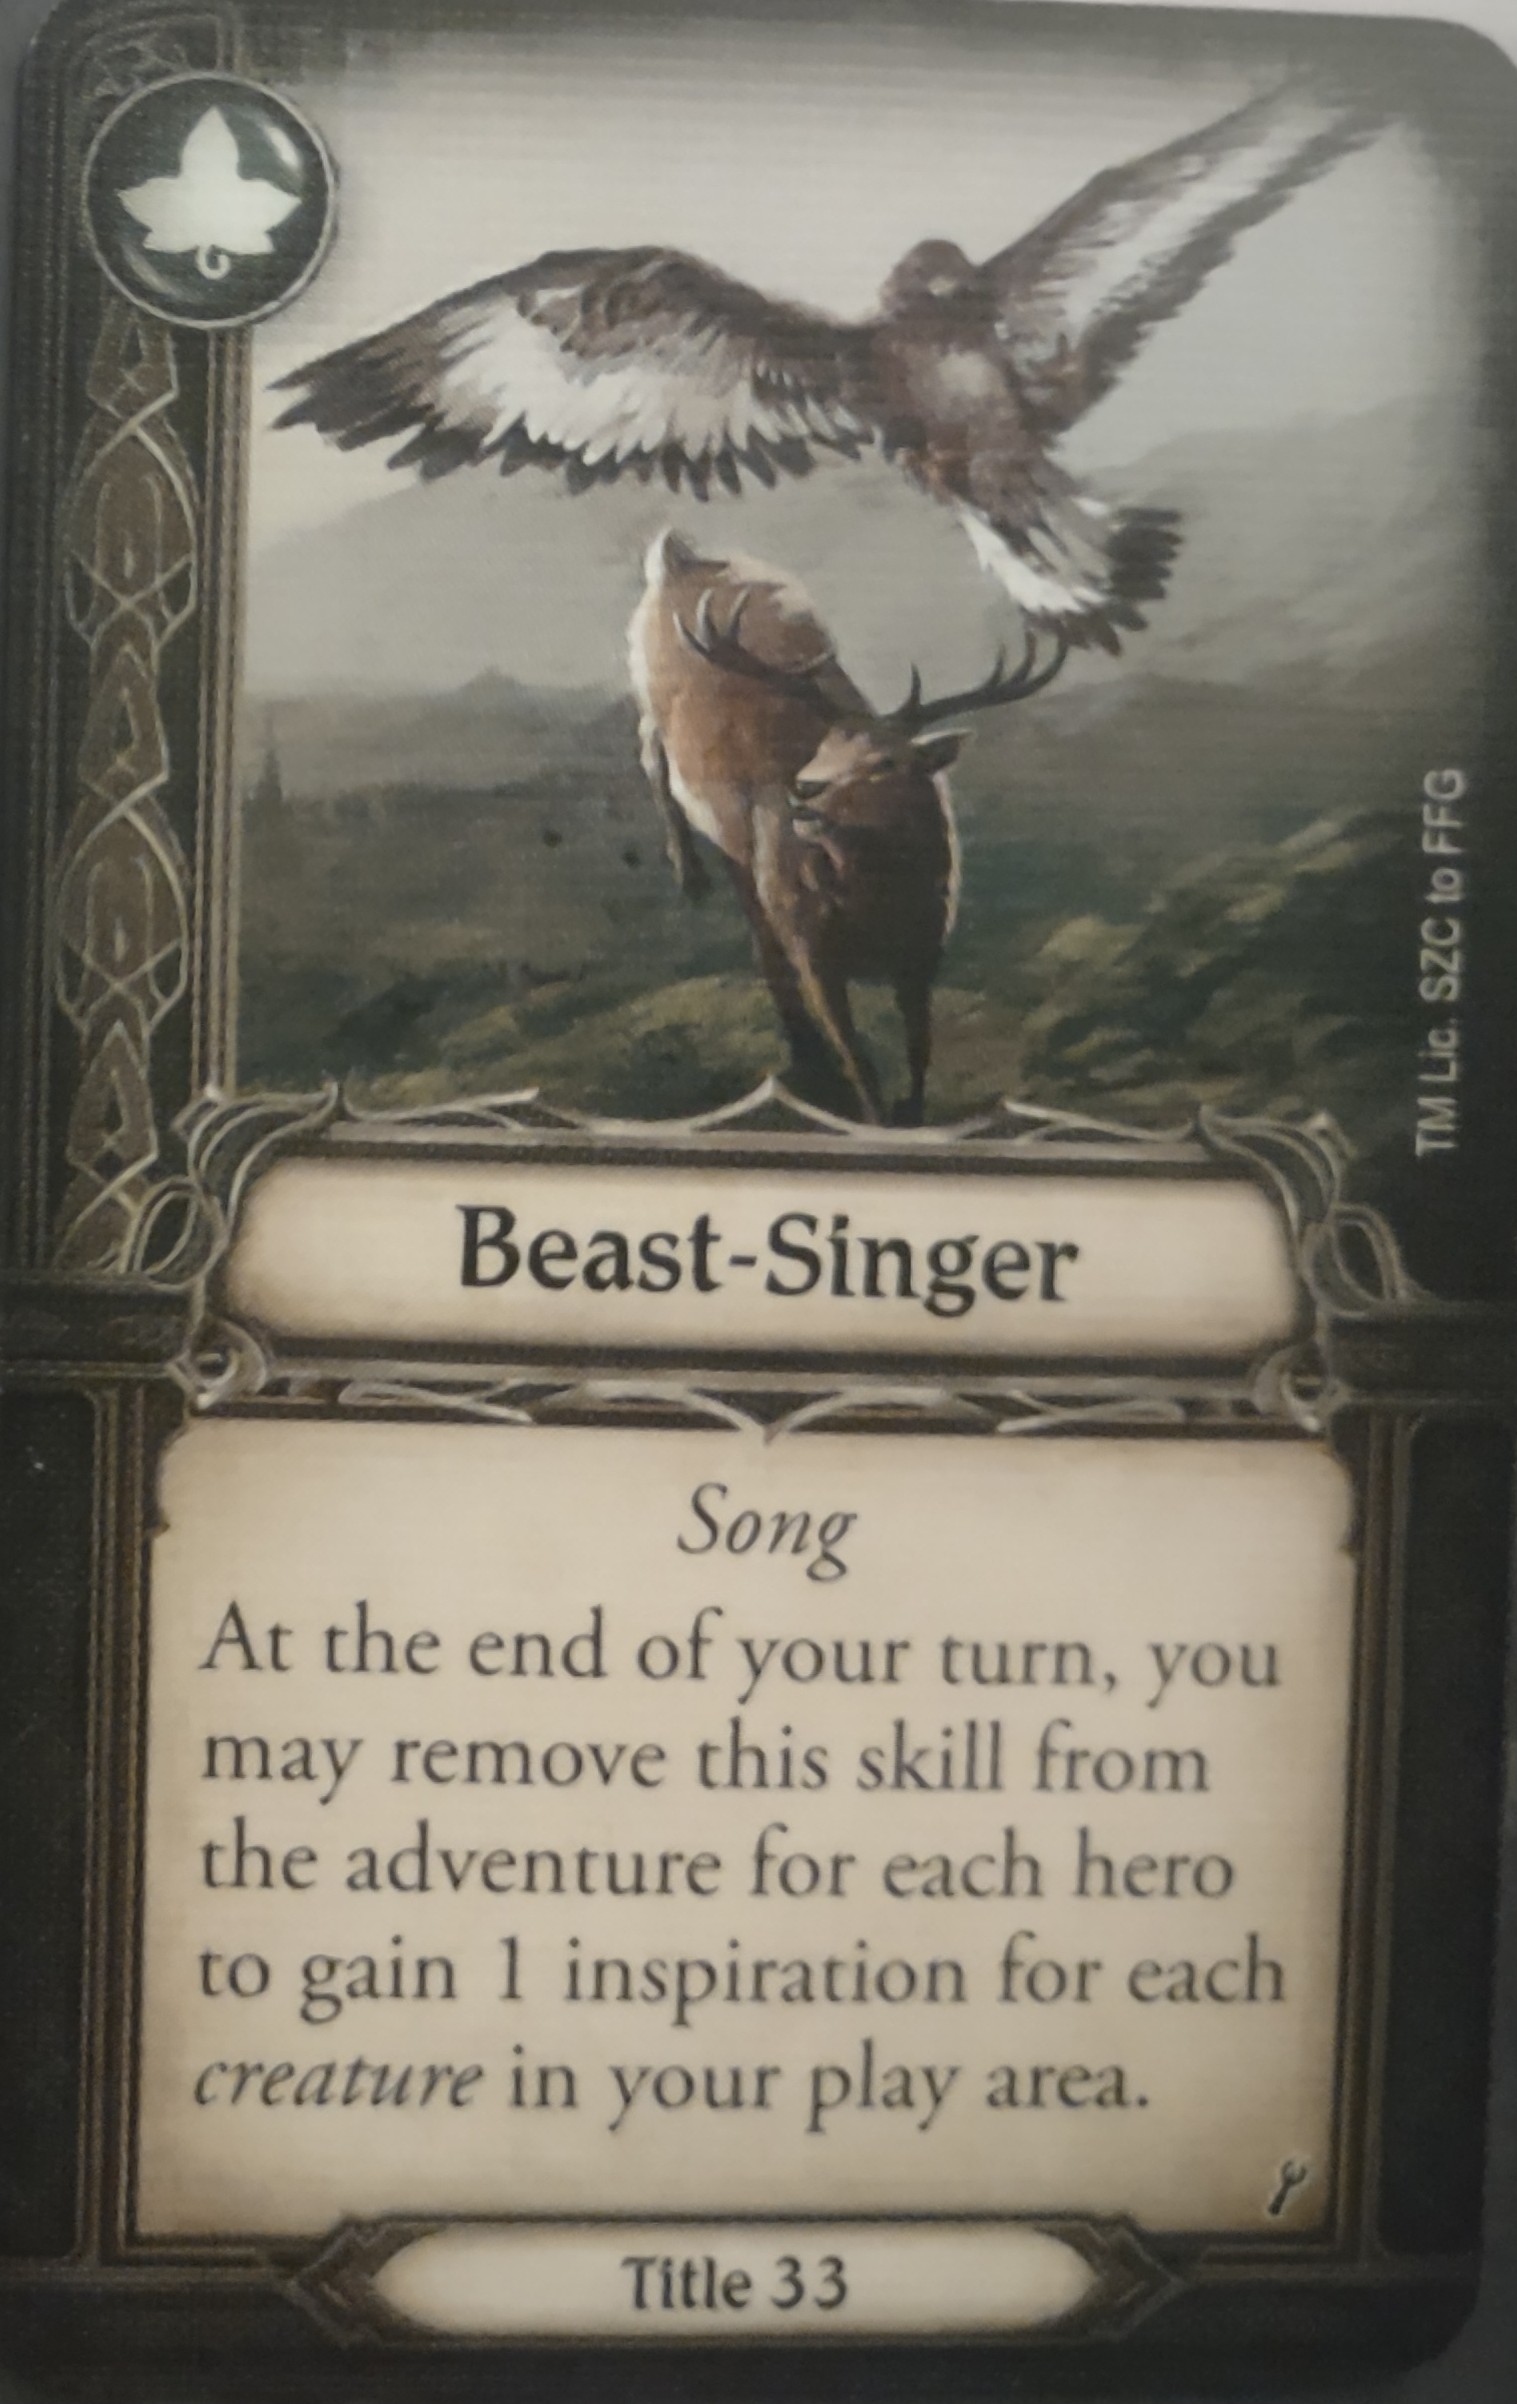 TM Lic. SZC to FFG
Beast-Singer
Song
At the end of your turn, you
may remove this skill from
the adventure for each hero
to gain 1 inspiration for each
creature in your play area.
Title 33